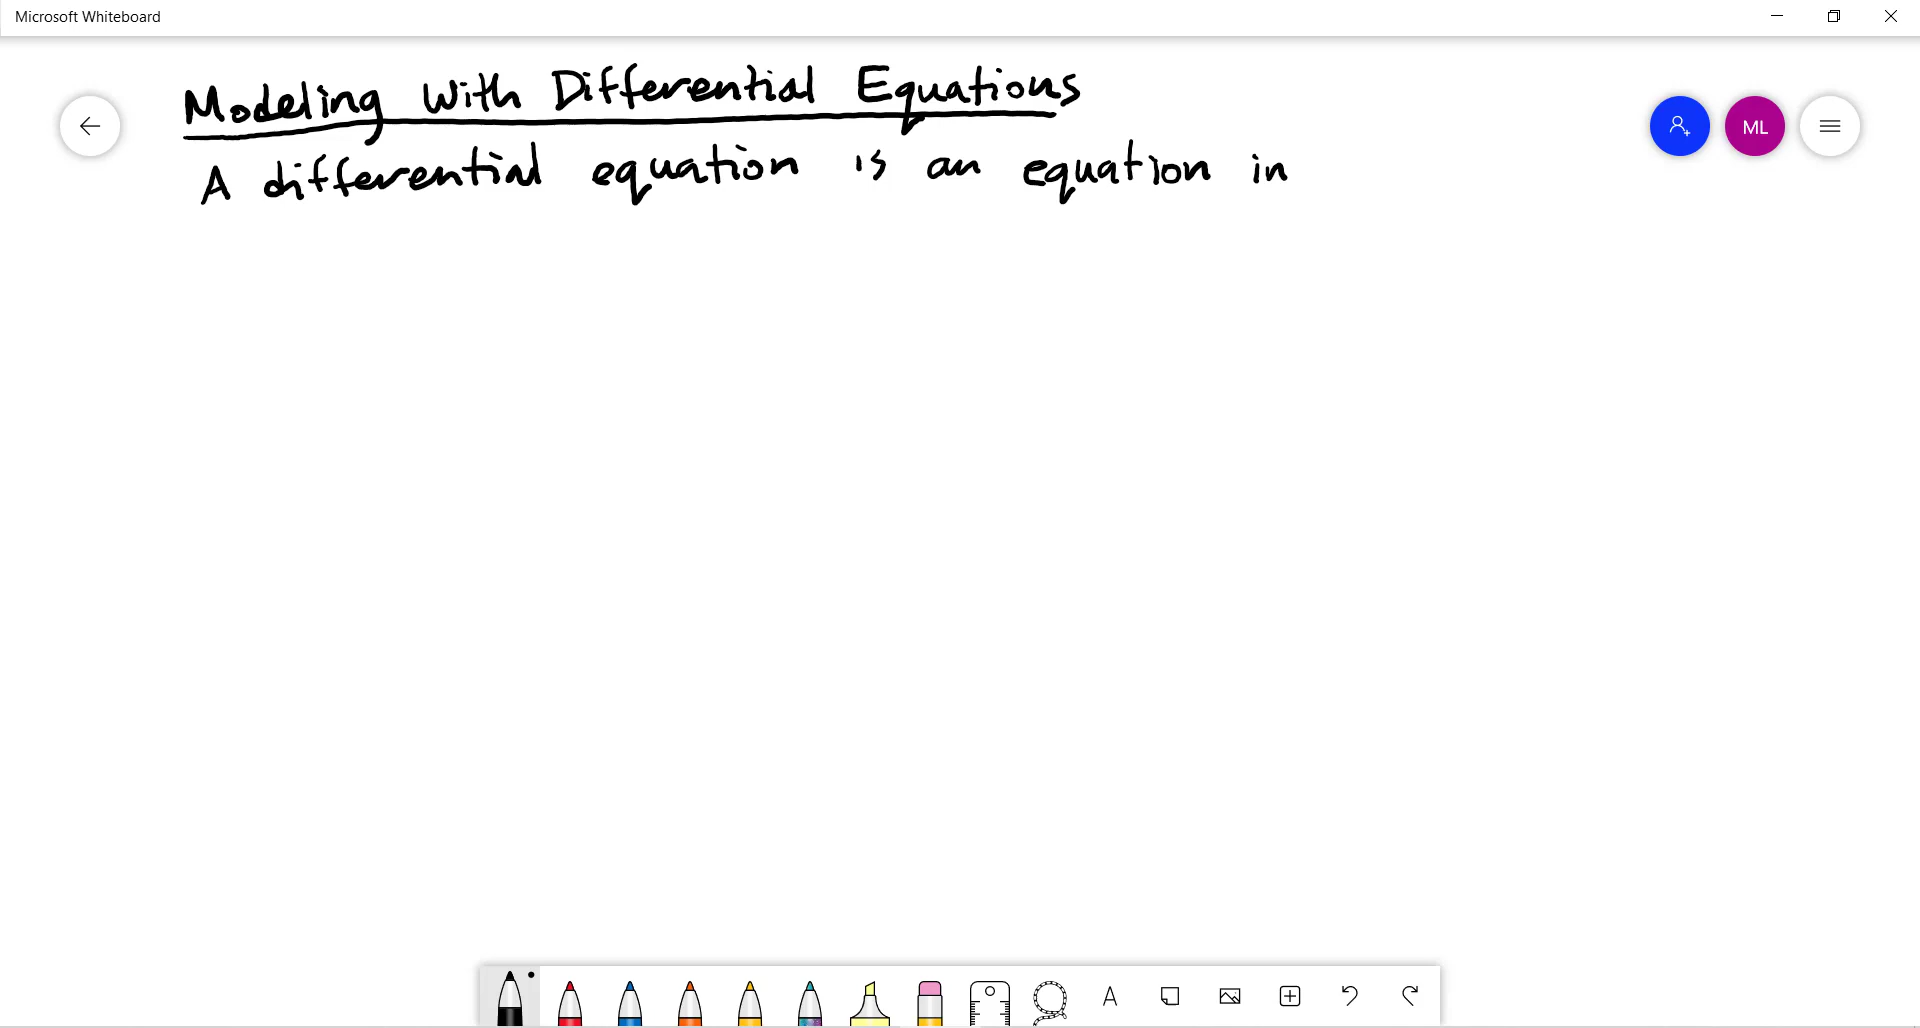 Microsoft Whiteboard
Modeling With Differential Equations
ML
A differential equation is an equation in
A